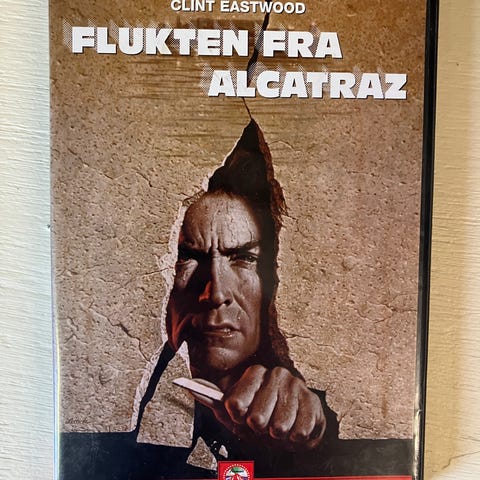 CLINT EASTWOOD
FLUKTEN FRA
ALCATRAZ